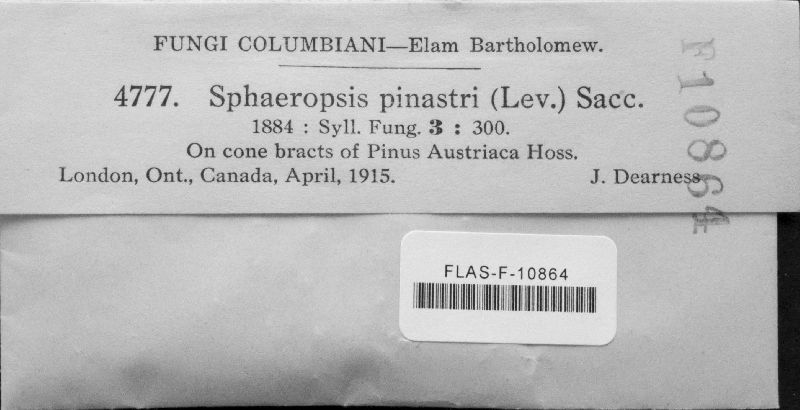 FUNGI COLUMBIANI—Elam Bartholomew.
4777. Sphaeropsis pinastri (Lev.) Sacc.
1884 : Syll. Fung. 3 : 300.
On cone bracts of Pinus Austriaca Hoss.
London, Ont., Canada, April, 1915. J. Dearness
F10864
FLAS-F-10864